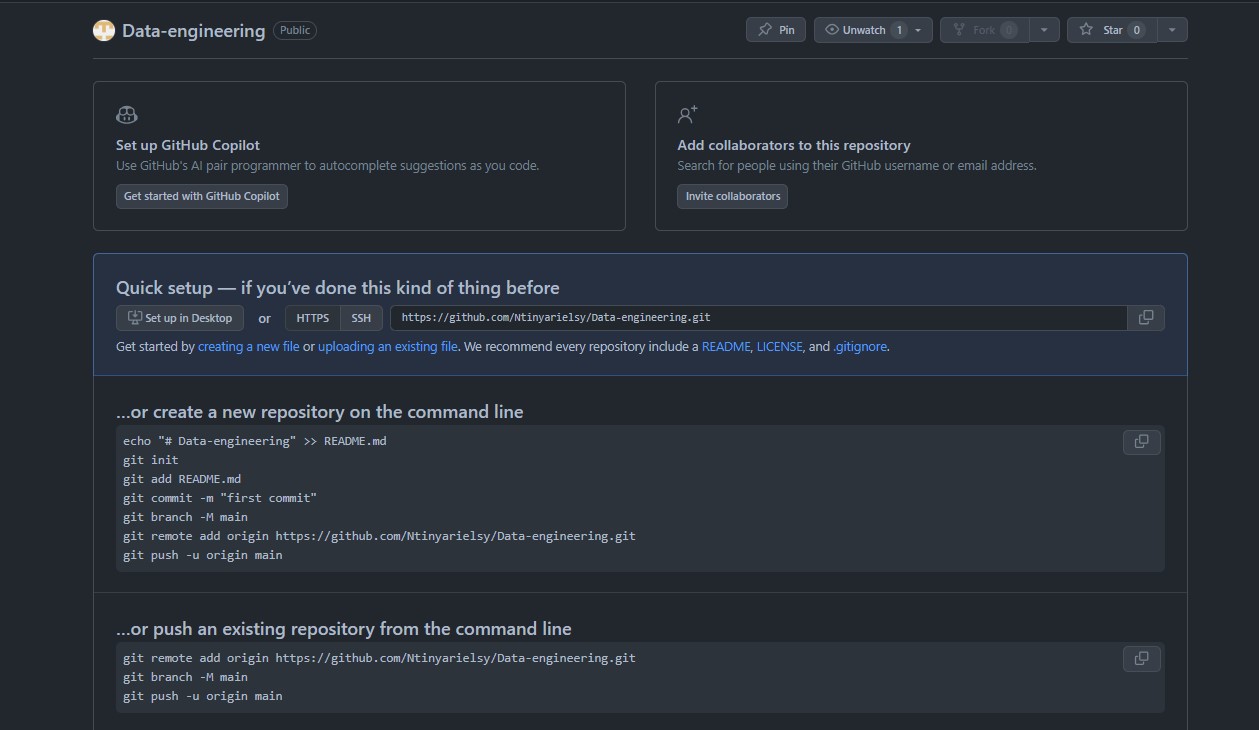 Data-engineering Public
Pin Unwatch 1 Fork 0 Star 0
Set up GitHub Copilot
Use GitHub's AI pair programmer to autocomplete suggestions as you code.
Get started with GitHub Copilot
Add collaborators to this repository
Search for people using their GitHub username or email address.
Invite collaborators
Quick setup — if you’ve done this kind of thing before
Set up in Desktop or HTTPS SSH https://github.com/Ntinyarielsy/Data-engineering.git
Get started by creating a new file or uploading an existing file. We recommend every repository include a README, LICENSE, and .gitignore.
…or create a new repository on the command line
echo "# Data-engineering" >> README.md
git init
git add README.md
git commit -m "first commit"
git branch -M main
git remote add origin https://github.com/Ntinyarielsy/Data-engineering.git
git push -u origin main
…or push an existing repository from the command line
git remote add origin https://github.com/Ntinyarielsy/Data-engineering.git
git branch -M main
git push -u origin main